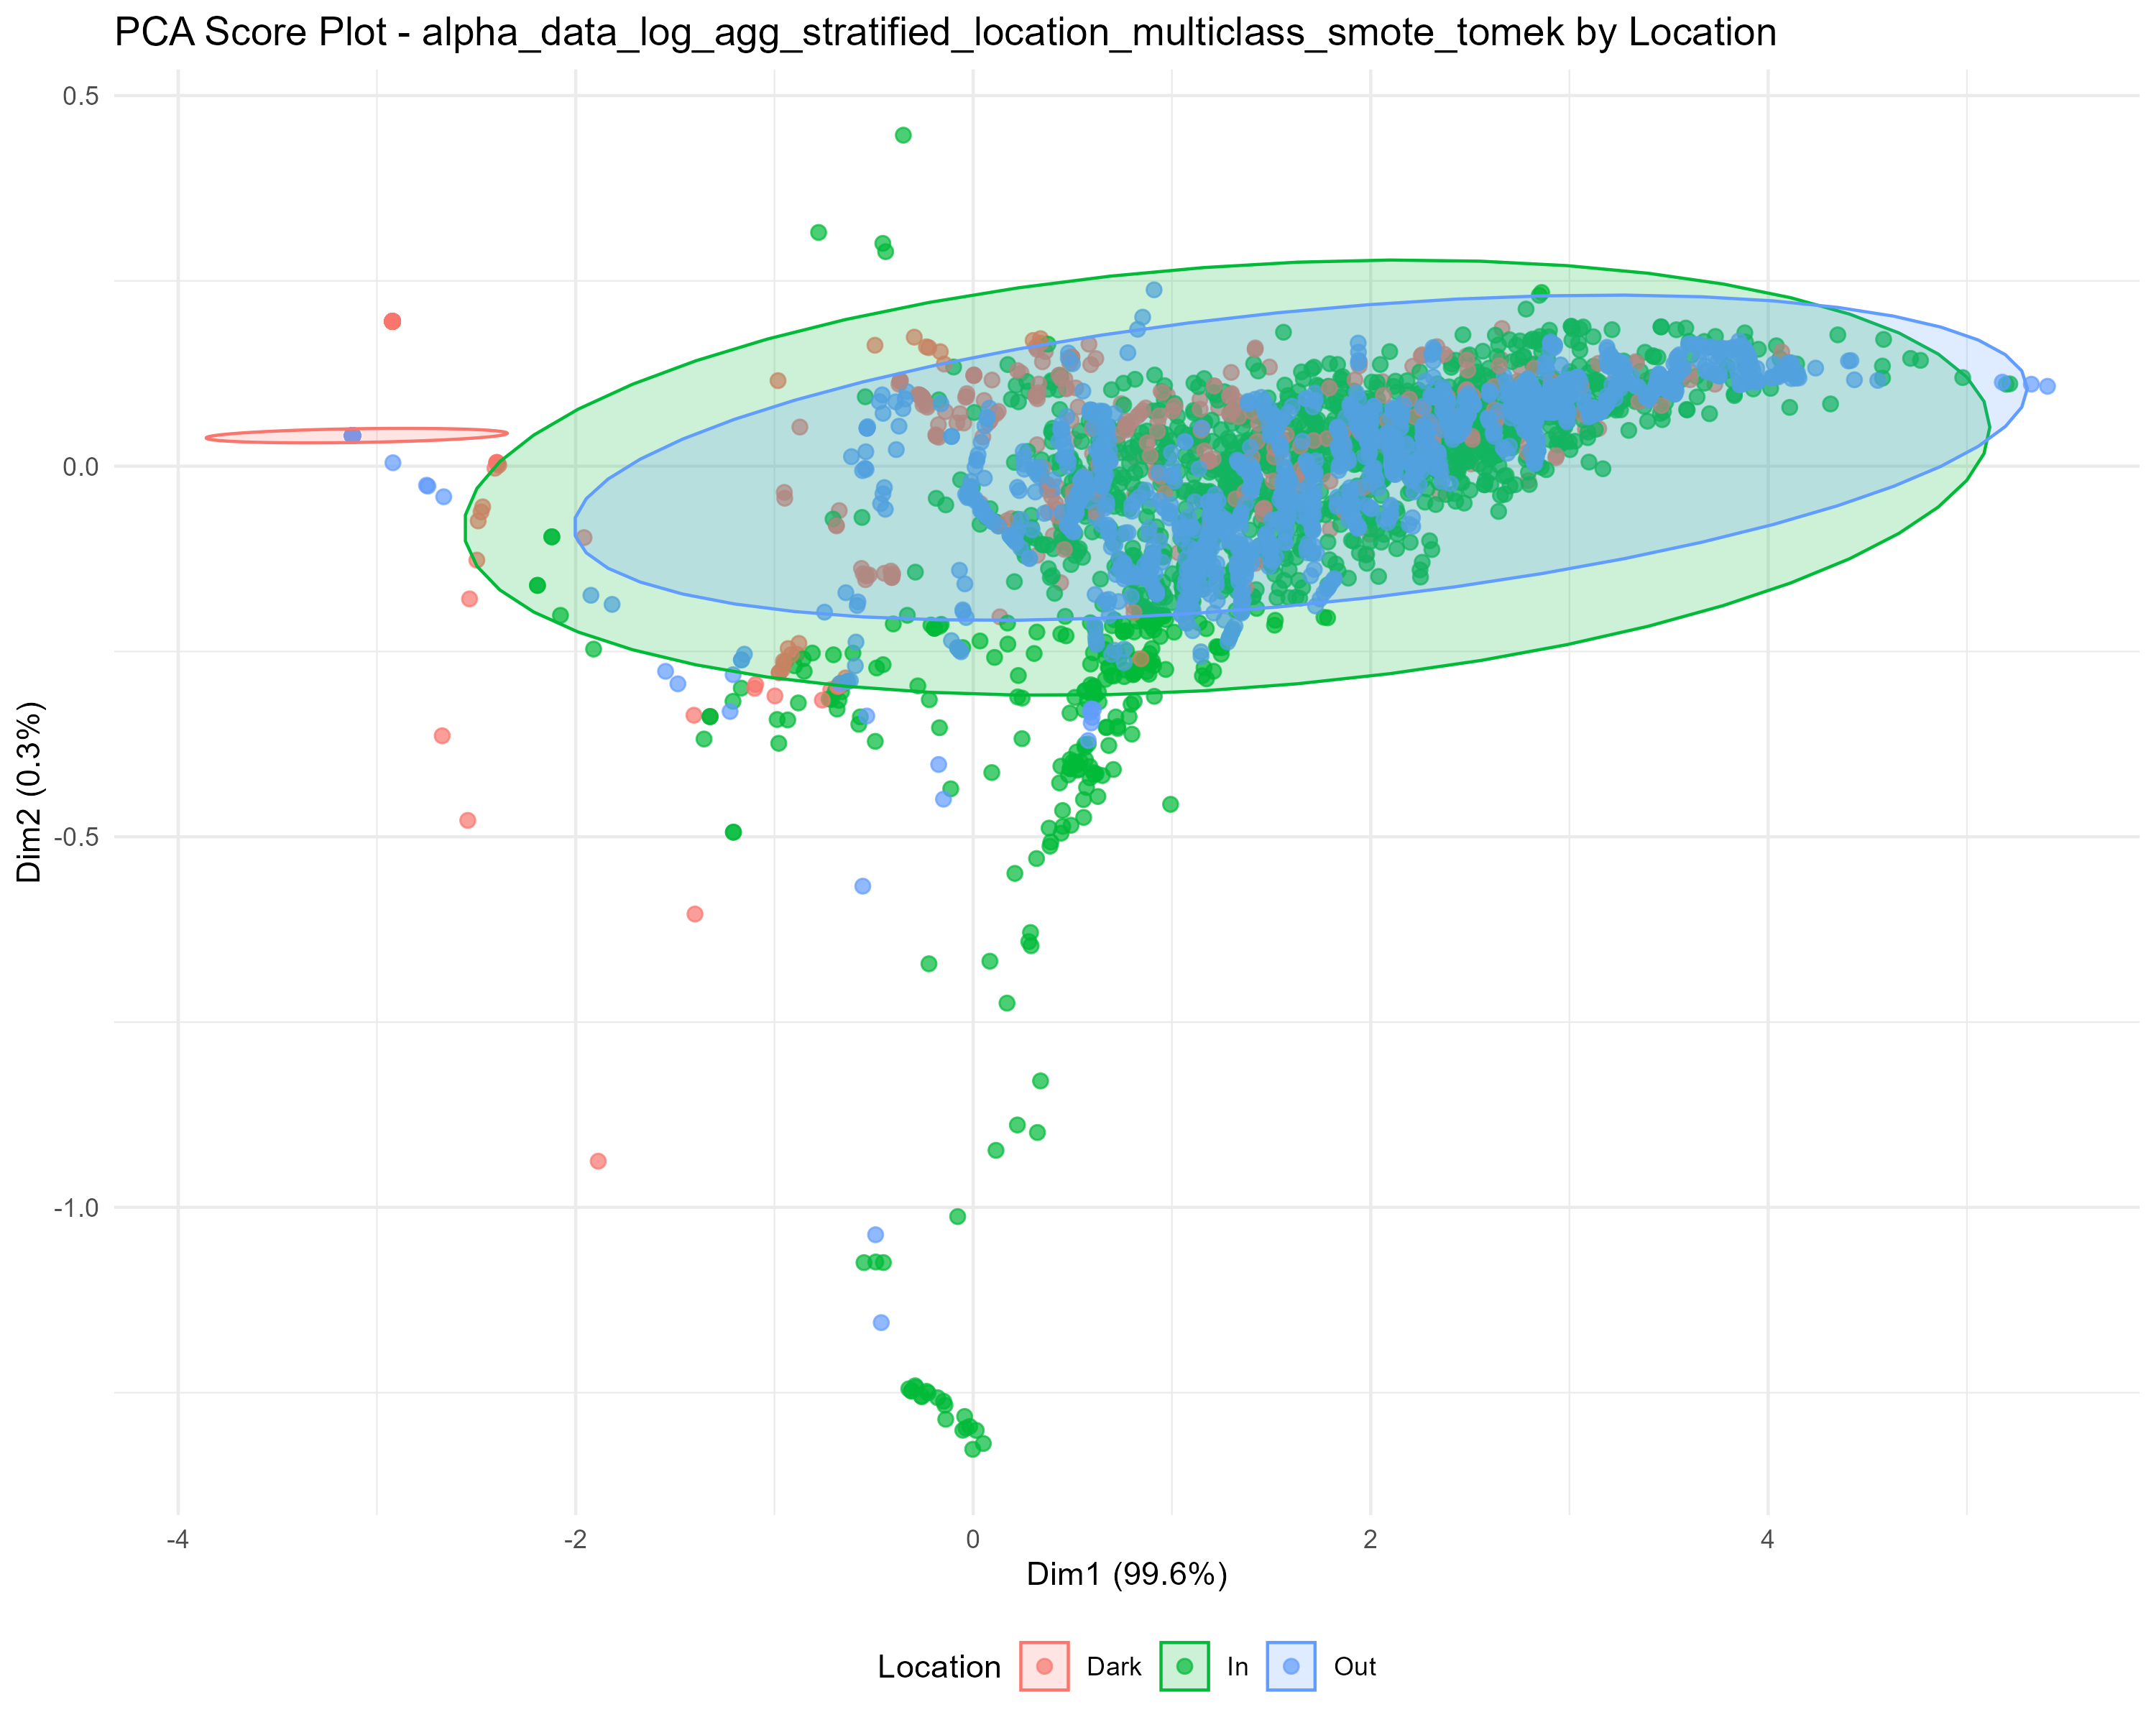 PCA Score Plot - alpha_data_log_agg_stratified_location_multiclass_smote_tomek by Location
0.5
0.0
-0.5
-1.0
Dim2 (0.3%)
-4
-2
0
2
4
Dim1 (99.6%)
Location
Dark
In
Out